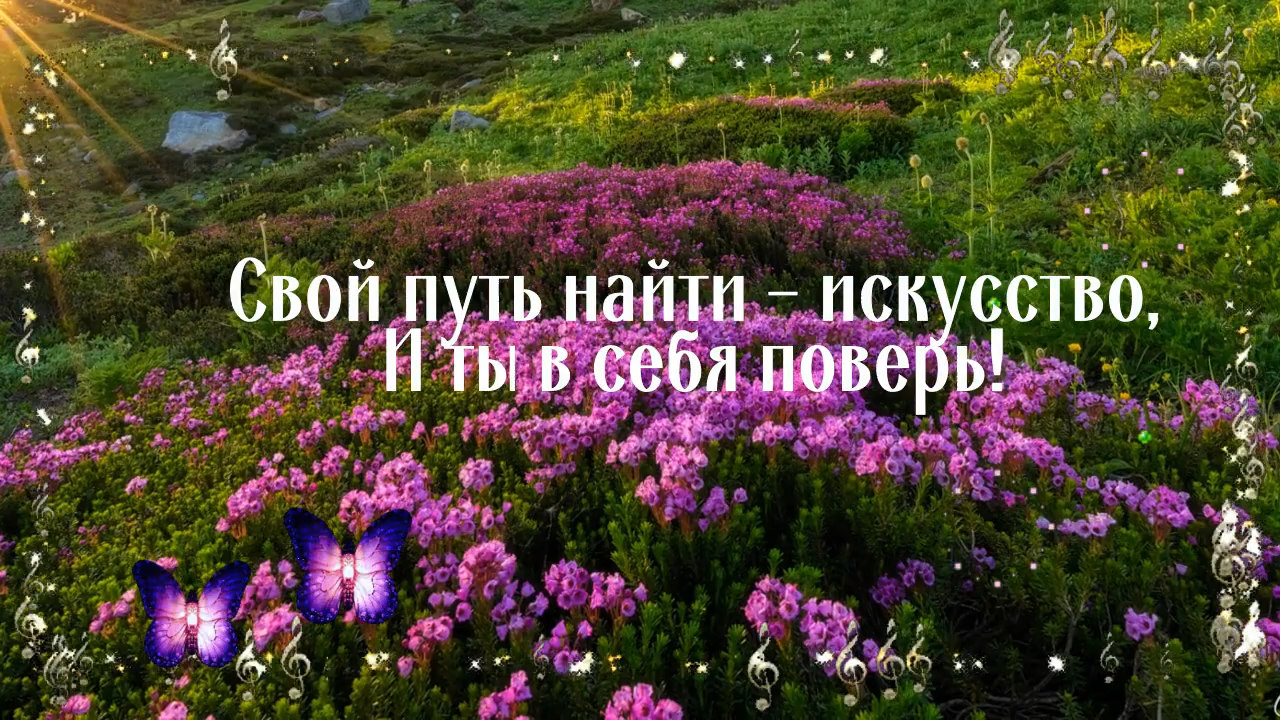 Свой путь найти – искусство,
И ты в себя поверь!